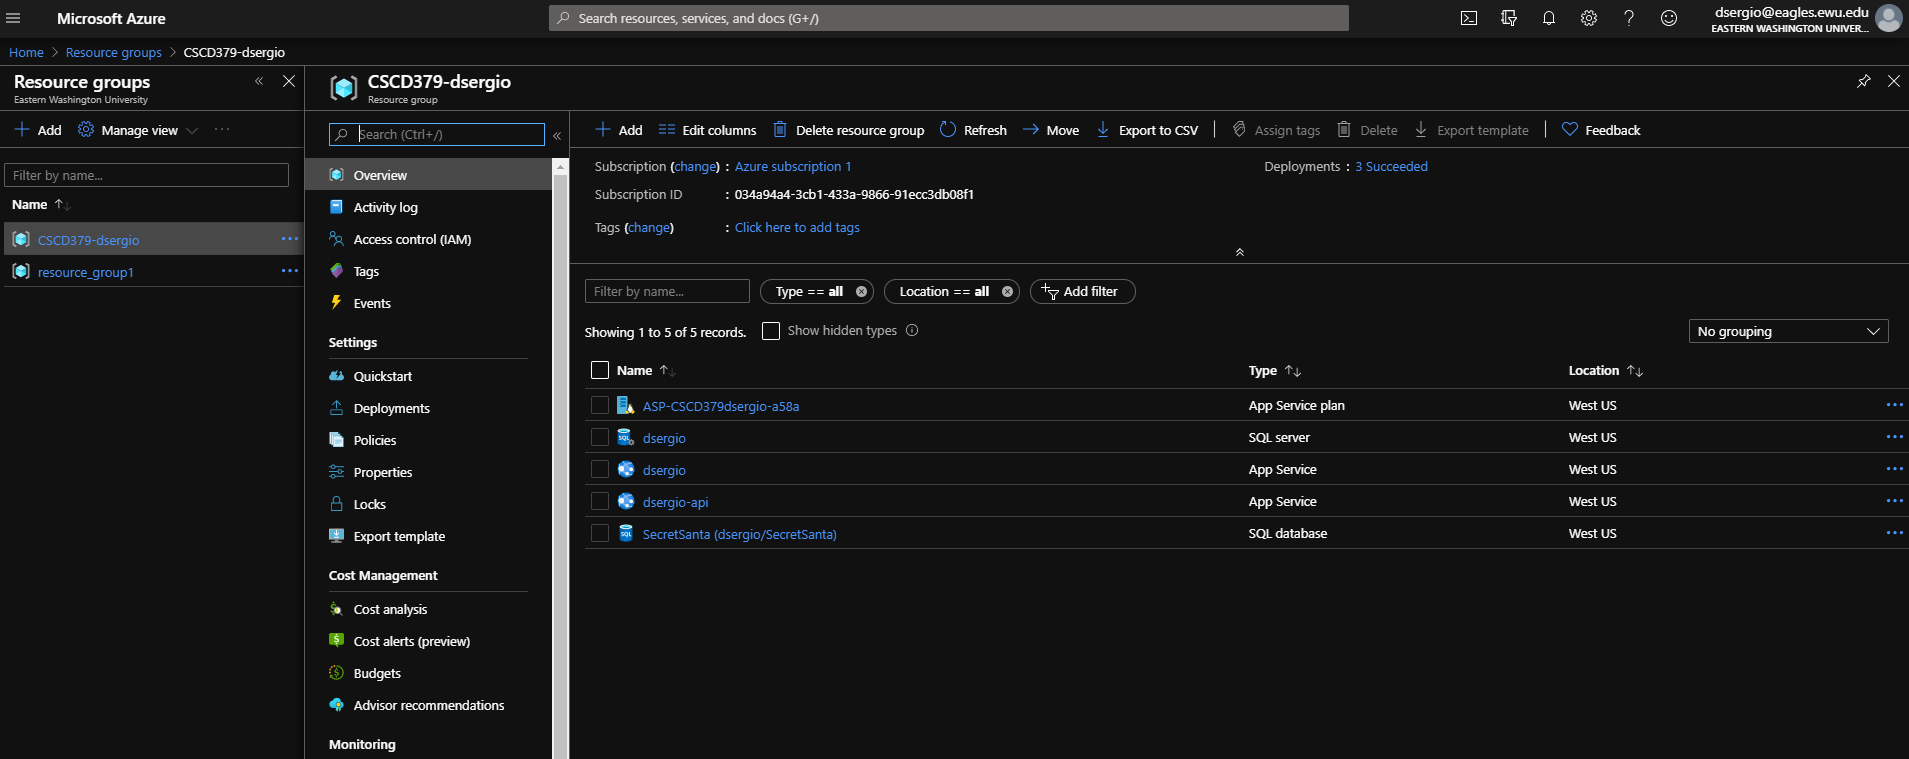 Microsoft Azure
Search resources, services, and docs (G+/)
dsergio@eagles.ewu.edu
EASTERN WASHINGTON UNIVER...
Home > Resource groups > CSCD379-dsergio
Resource groups
Eastern Washington University
Add Manage view ...
Filter by name...
Name
CSCD379-dsergio ...
resource_group1 ...
CSCD379-dsergio
Resource group
Search (Ctrl+/)
Overview
Activity log
Access control (IAM)
Tags
Events
Settings
Quickstart
Deployments
Policies
Properties
Locks
Export template
Cost Management
Cost analysis
Cost alerts (preview)
Budgets
Advisor recommendations
Monitoring
Add Edit columns Delete resource group Refresh Move Export to CSV Assign tags Delete Export template Feedback
Subscription (change) : Azure subscription 1
Deployments : 3 Succeeded
Subscription ID : 034a94a4-3cb1-433a-9866-91ecc3db08f1
Tags (change) : Click here to add tags
Filter by name... Type == all Location == all Add filter
Showing 1 to 5 of 5 records. Show hidden types No grouping
Name Type Location
ASP-CSCD379dsergio-a58a App Service plan West US ...
dsergio SQL server West US ...
dsergio App Service West US ...
dsergio-api App Service West US ...
SecretSanta (dsergio/SecretSanta) SQL database West US ...